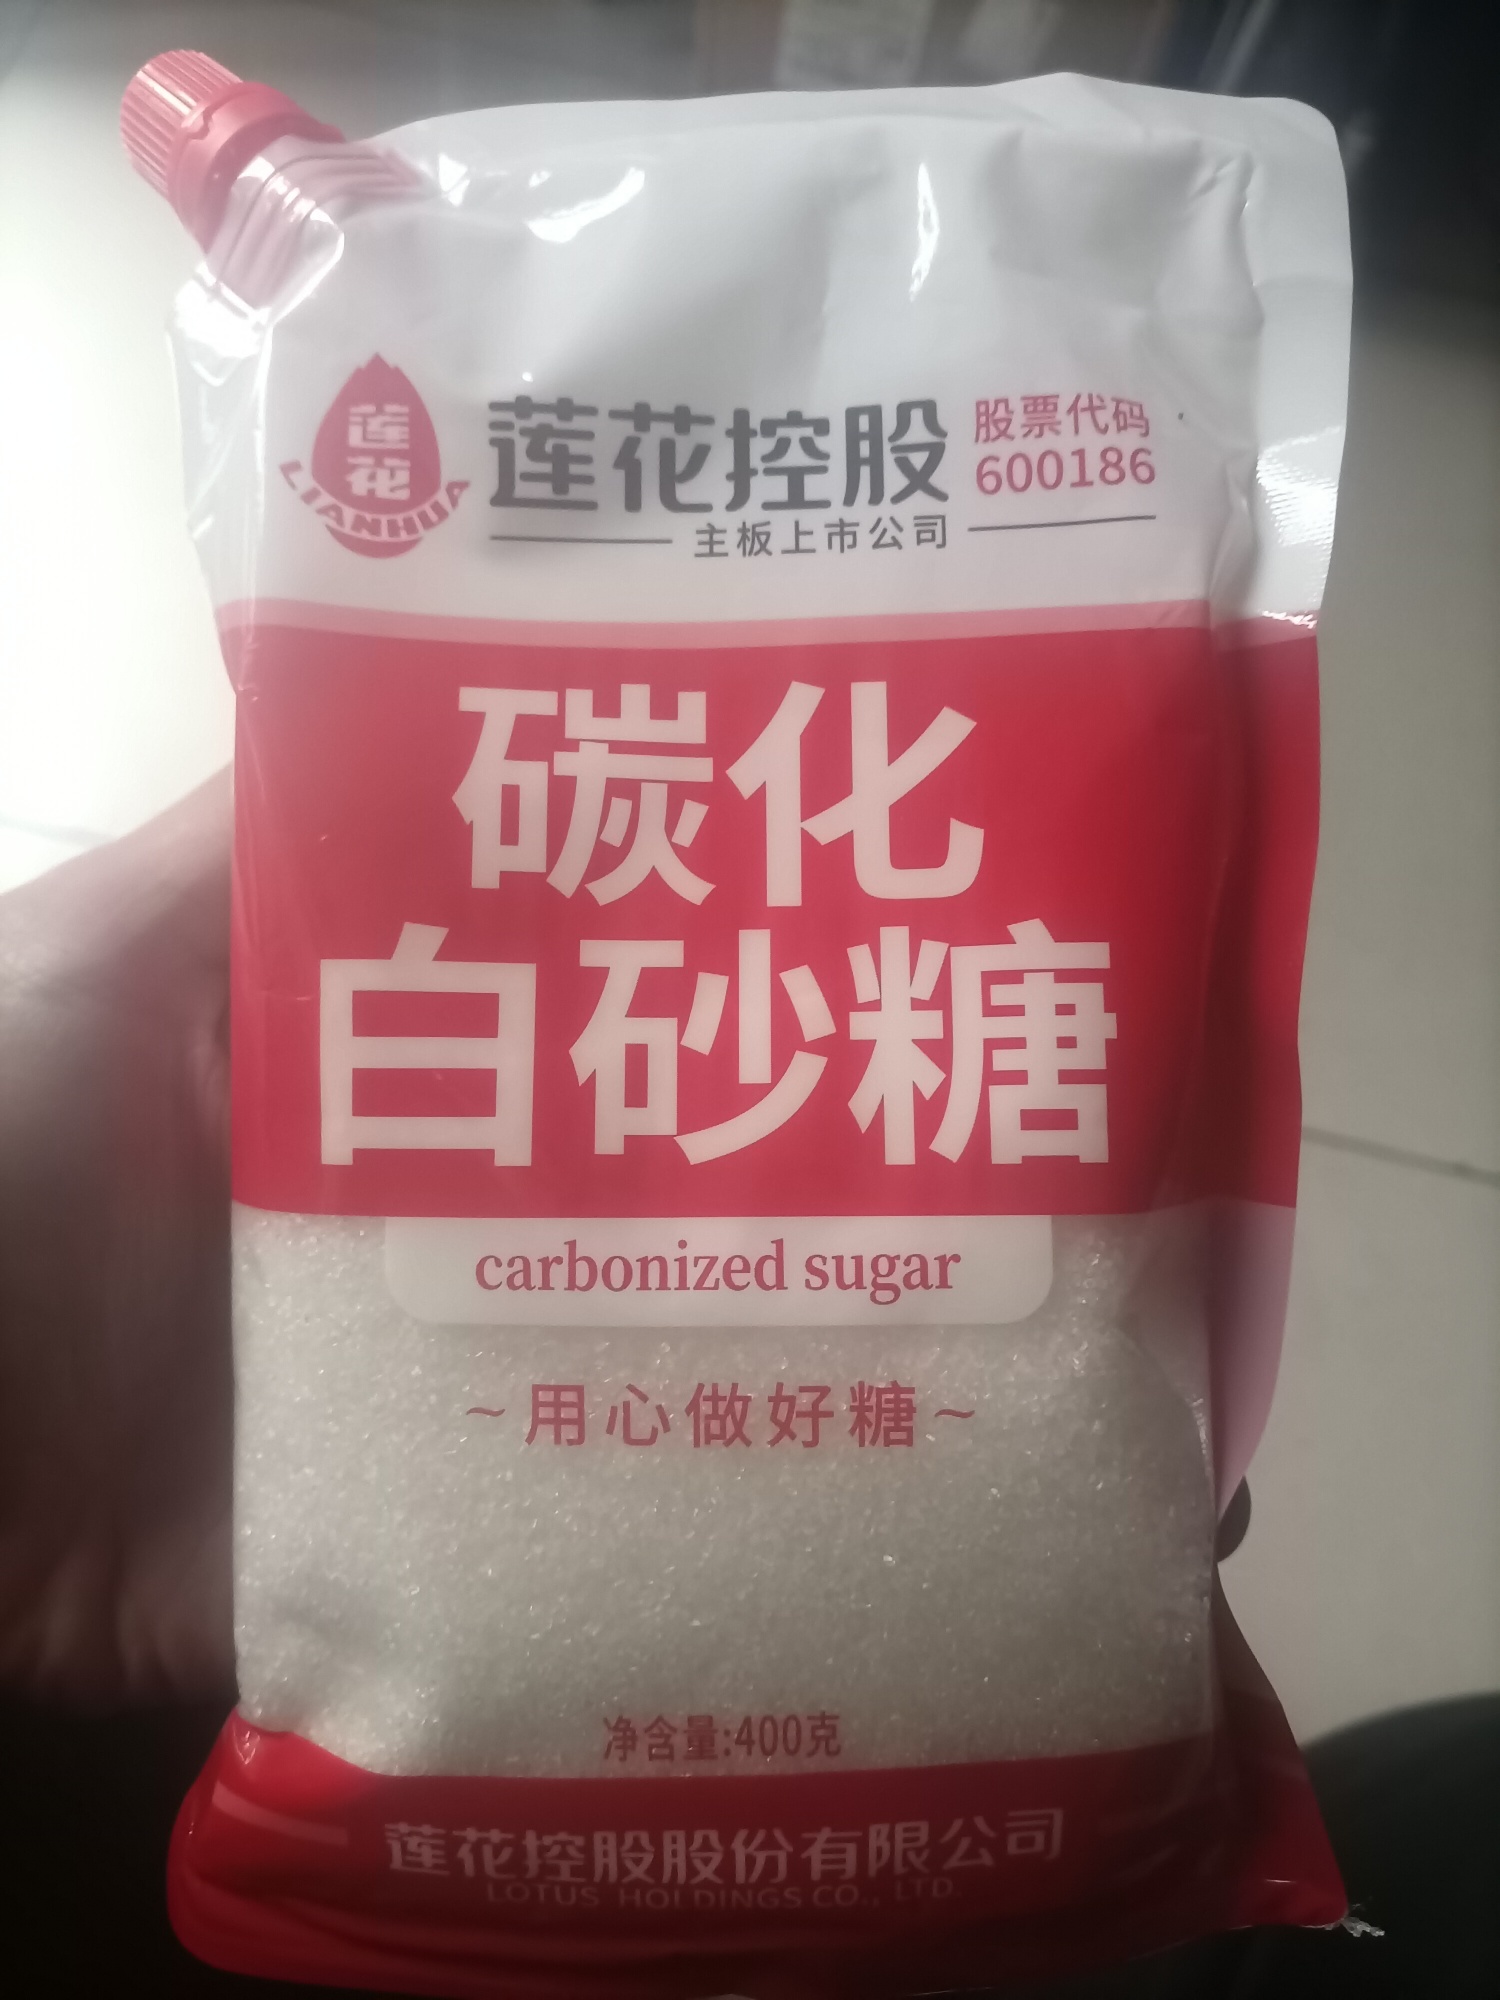 莲花
LIANHUA
莲花控股
股票代码
600186
主板上市公司
碳化
白砂糖
carbonized sugar
~用心做好糖~
净含量:400克
莲花控股股份有限公司
LOTUS HOLDINGS CO., LTD.